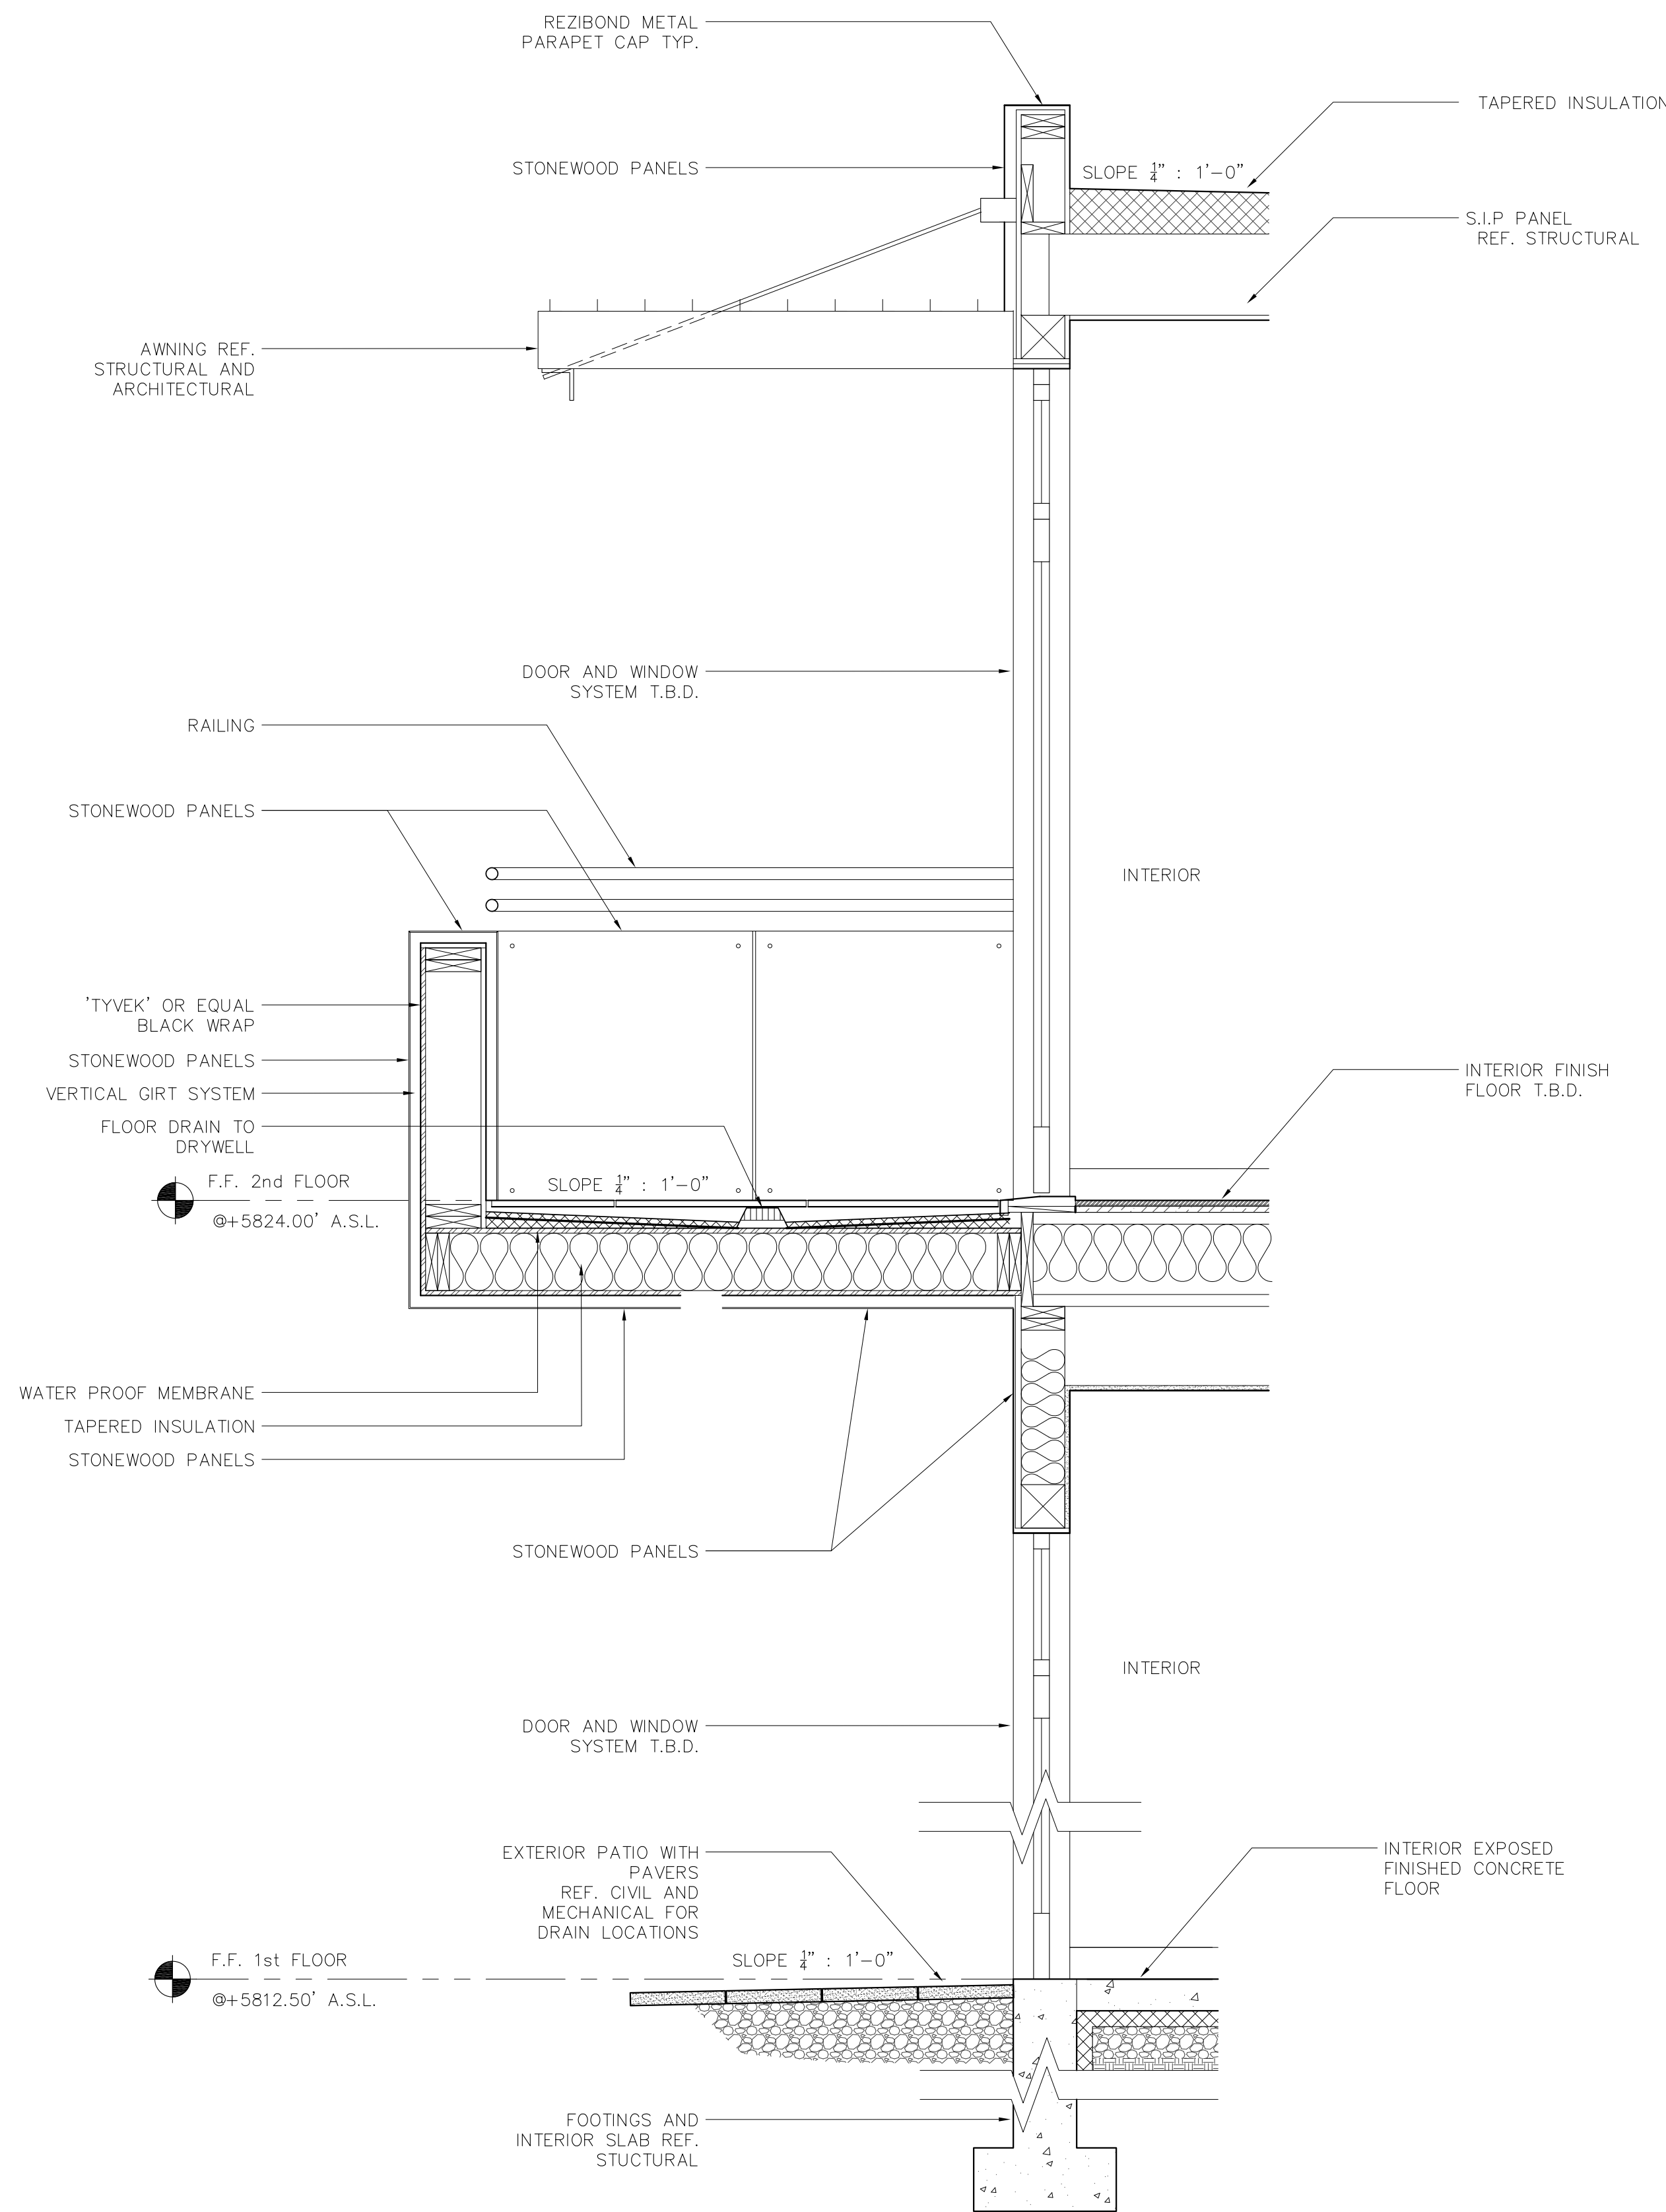 REZIBOND METAL
PARAPET CAP TYP.
TAPERED INSULATION
STONEWOOD PANELS
SLOPE 1/4" : 1'-0"
S.I.P PANEL
REF. STRUCTURAL
AWNING REF.
STRUCTURAL AND
ARCHITECTURAL
DOOR AND WINDOW
SYSTEM T.B.D.
RAILING
STONEWOOD PANELS
INTERIOR
'TYVEK' OR EQUAL
BLACK WRAP
STONEWOOD PANELS
VERTICAL GIRT SYSTEM
FLOOR DRAIN TO
DRYWELL
INTERIOR FINISH
FLOOR T.B.D.
F.F. 2nd FLOOR
@+5824.00' A.S.L.
SLOPE 1/4" : 1'-0"
WATER PROOF MEMBRANE
TAPERED INSULATION
STONEWOOD PANELS
STONEWOOD PANELS
INTERIOR
DOOR AND WINDOW
SYSTEM T.B.D.
EXTERIOR PATIO WITH
PAVERS
REF. CIVIL AND
MECHANICAL FOR
DRAIN LOCATIONS
INTERIOR EXPOSED
FINISHED CONCRETE
FLOOR
F.F. 1st FLOOR
@+5812.50' A.S.L.
SLOPE 1/4" : 1'-0"
FOOTINGS AND
INTERIOR SLAB REF.
STUCTURAL